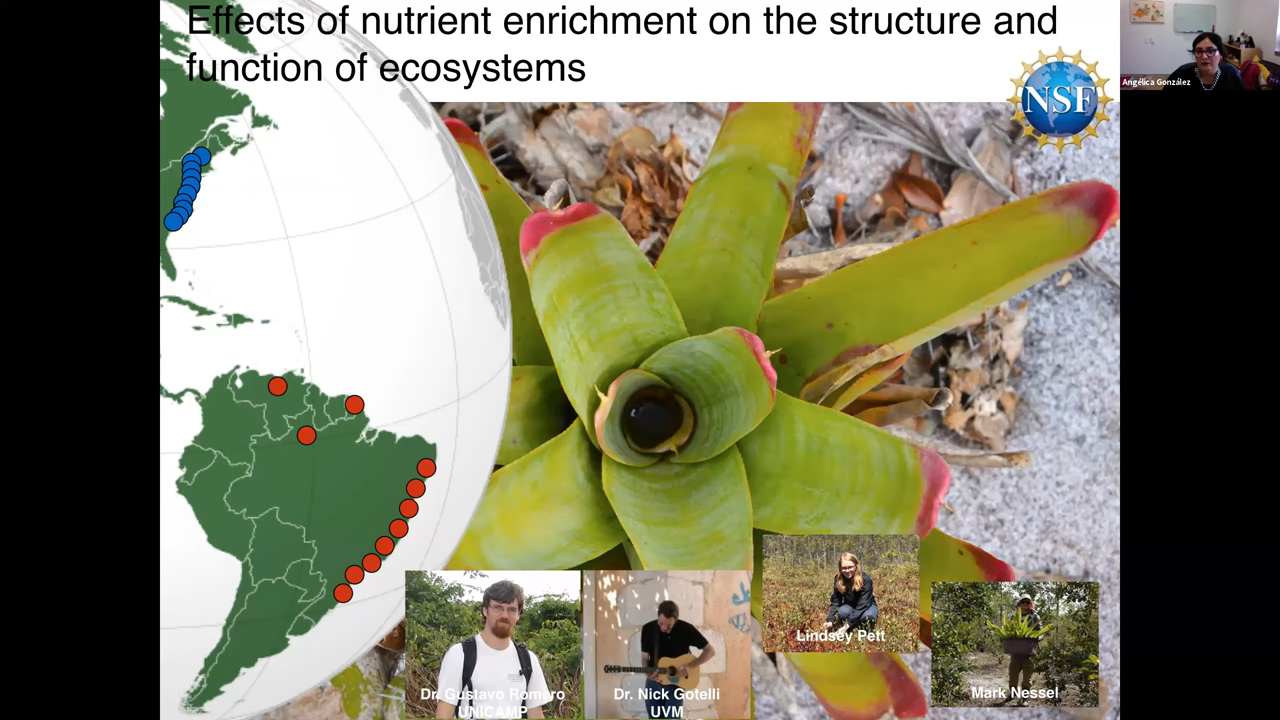 Effects of nutrient enrichment on the structure and
function of ecosystems
NSF
Angélica González
Lindsey Pett
Dr. Gustavo Romero
UNICAMP
Dr. Nick Gotelli
UVM
Mark Nessel